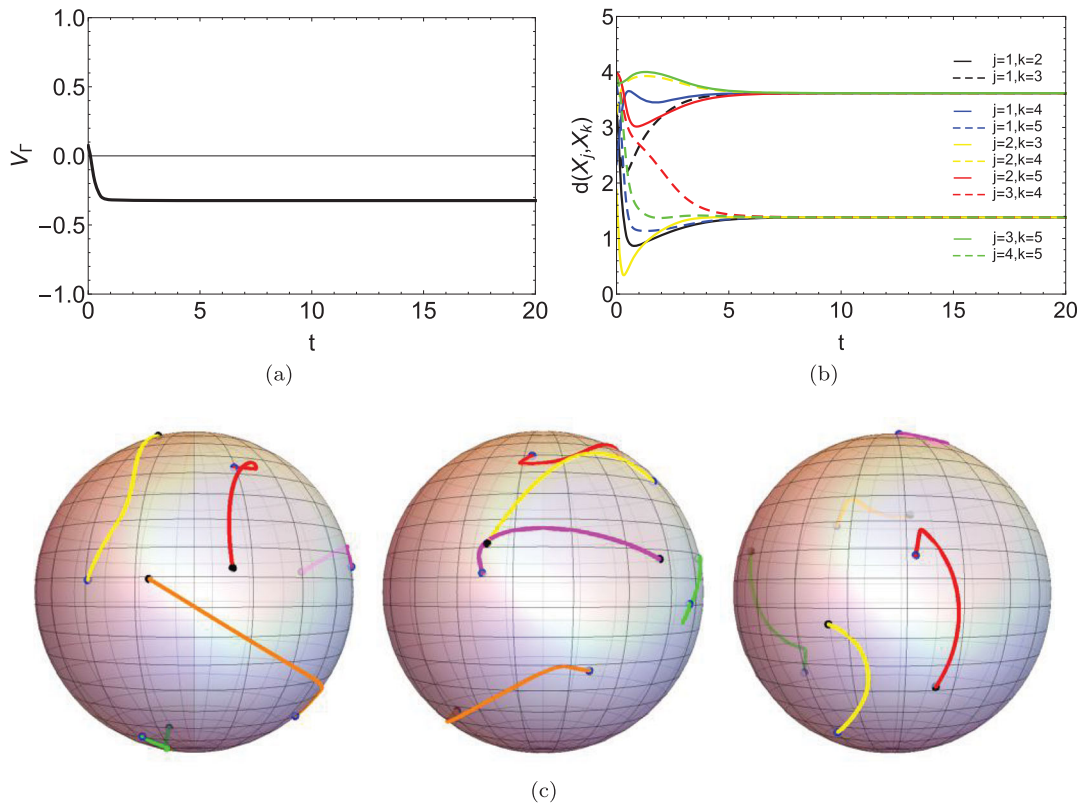 1.0
0.5
0.0
−0.5
−1.0
V_Γ
0 5 10 15 20
t
(a)
5
4
3
2
1
0
d(X_j,X_k)
j=1,k=2
j=1,k=3
j=1,k=4
j=1,k=5
j=2,k=3
j=2,k=4
j=2,k=5
j=3,k=4
j=3,k=5
j=4,k=5
0 5 10 15 20
t
(b)
(c)